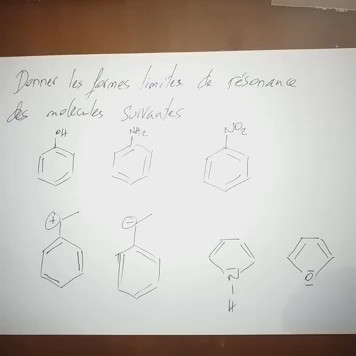 Donner les formes limites de résonance
des molécules suivantes
OH NH2 NO2
+ −
N O
H